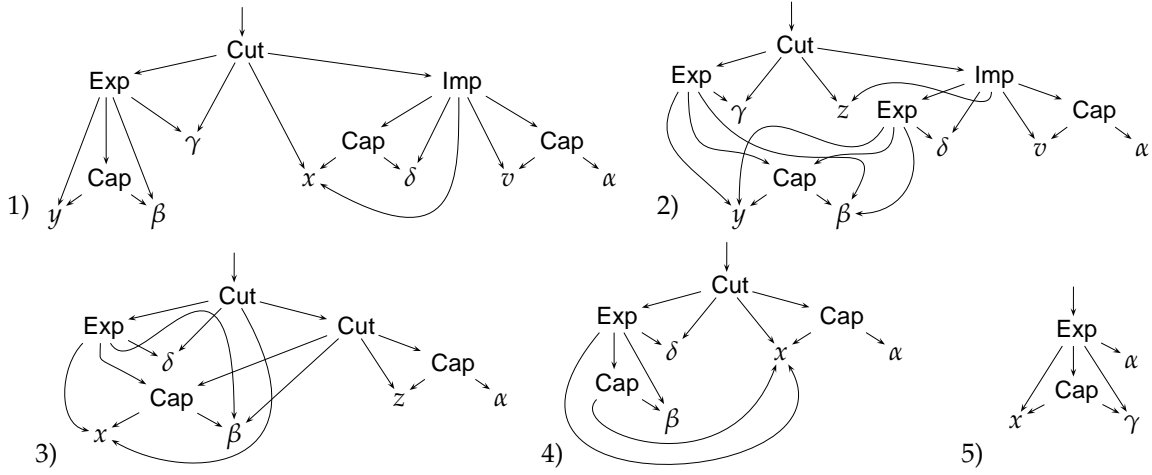 Cut
Exp Imp
γ Cap Cap
Cap x δ v α
1) y β
Cut
Exp Imp
γ z Exp Cap
δ v α
Cap
2) y β
Cut
Exp Cut
δ Cap
Cap z α
3) x β
Cut
Exp Cap
δ x α
Cap
4) β
Exp
α
Cap
5) x γ